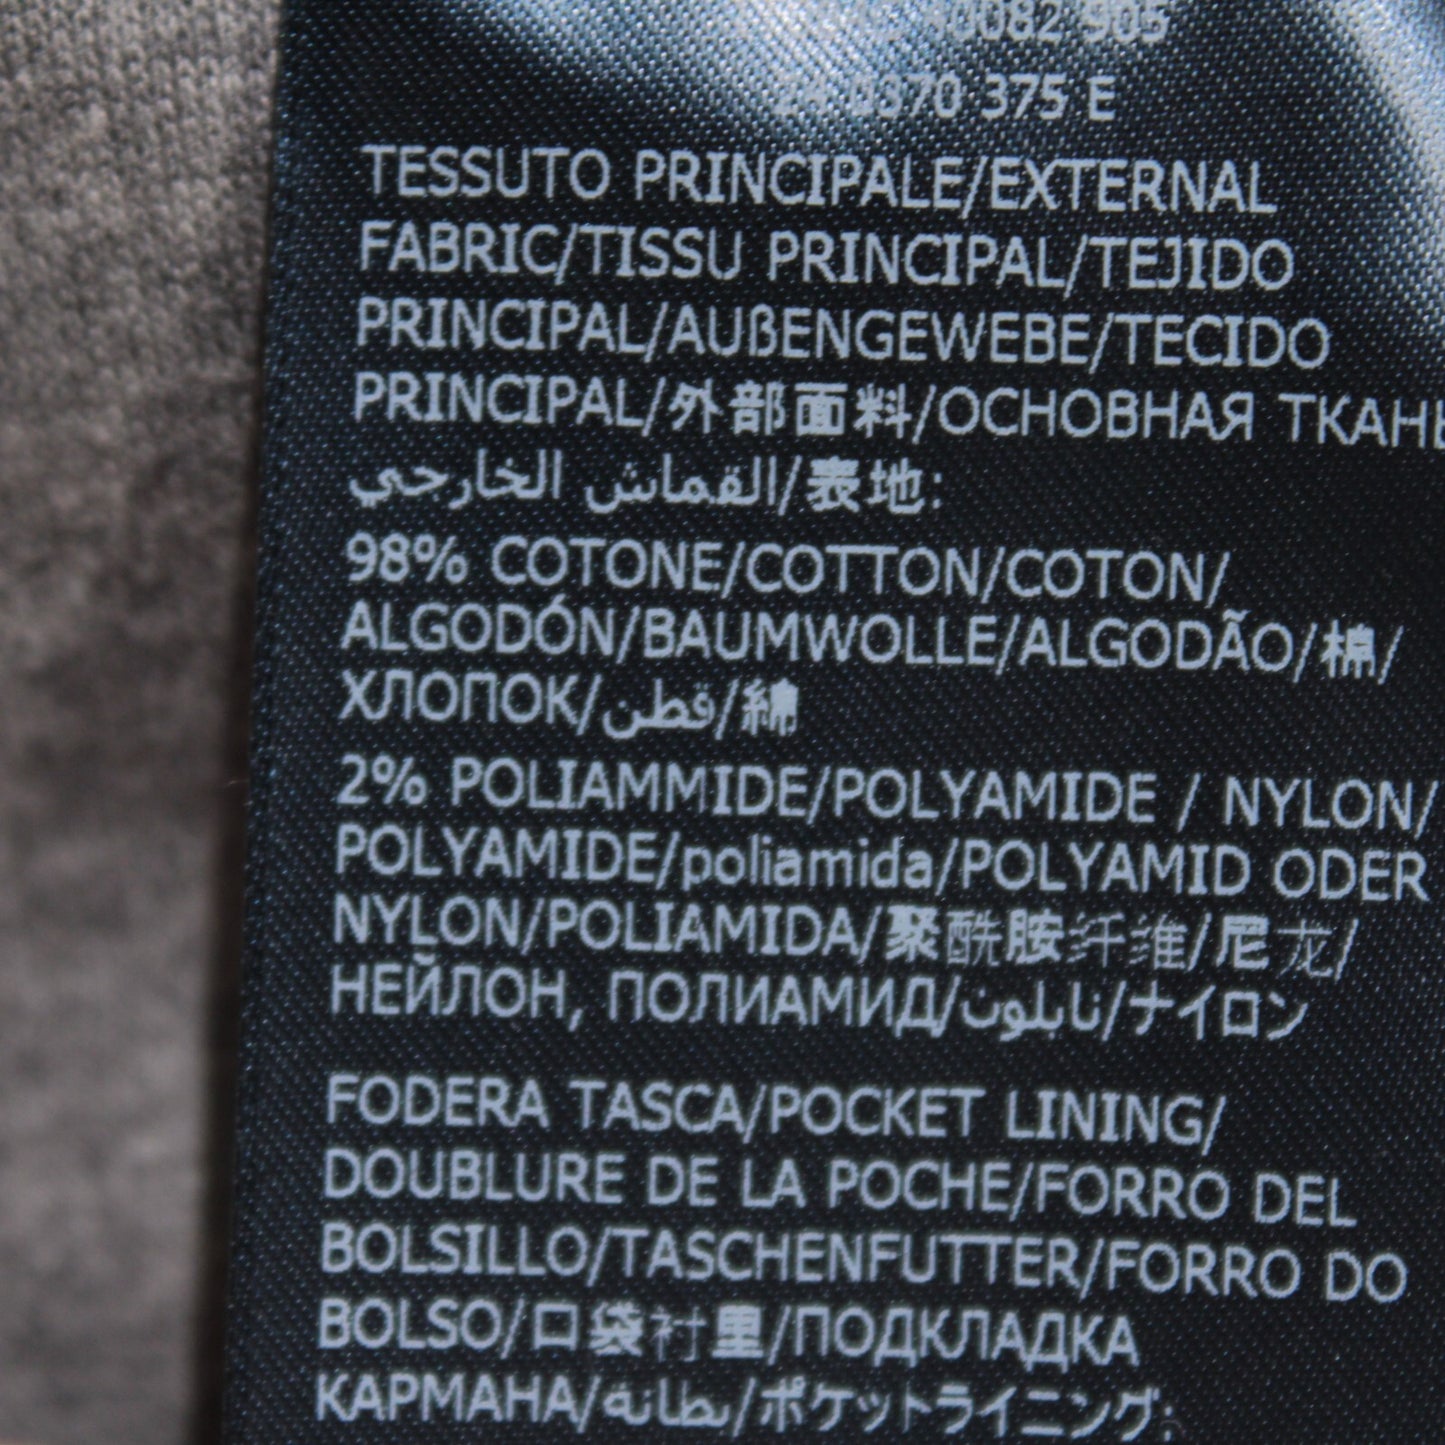 0082 905
0370 375 E
TESSUTO PRINCIPALE/EXTERNAL
FABRIC/TISSU PRINCIPAL/TEJIDO
PRINCIPAL/AUßENGEWEBE/TECIDO
PRINCIPAL/外部面料/ОСНОВНАЯ ТКАНЬ
القماش الخارجي/表地:
98% COTONE/COTTON/COTON/
ALGODÓN/BAUMWOLLE/ALGODÃO/棉/
ХЛОПОК/قطن/綿
2% POLIAMMIDE/POLYAMIDE / NYLON/
POLYAMIDE/poliamida/POLYAMID ODER
NYLON/POLIAMIDA/聚酰胺纤维/尼龙/
НЕЙЛОН, ПОЛИАМИД/نايلون/ナイロン
FODERA TASCA/POCKET LINING/
DOUBLURE DE LA POCHE/FORRO DEL
BOLSILLO/TASCHENFUTTER/FORRO DO
BOLSO/口袋衬里/ПОДКЛАДКА
КАРМАНА/بطانة/ポケットライニング: